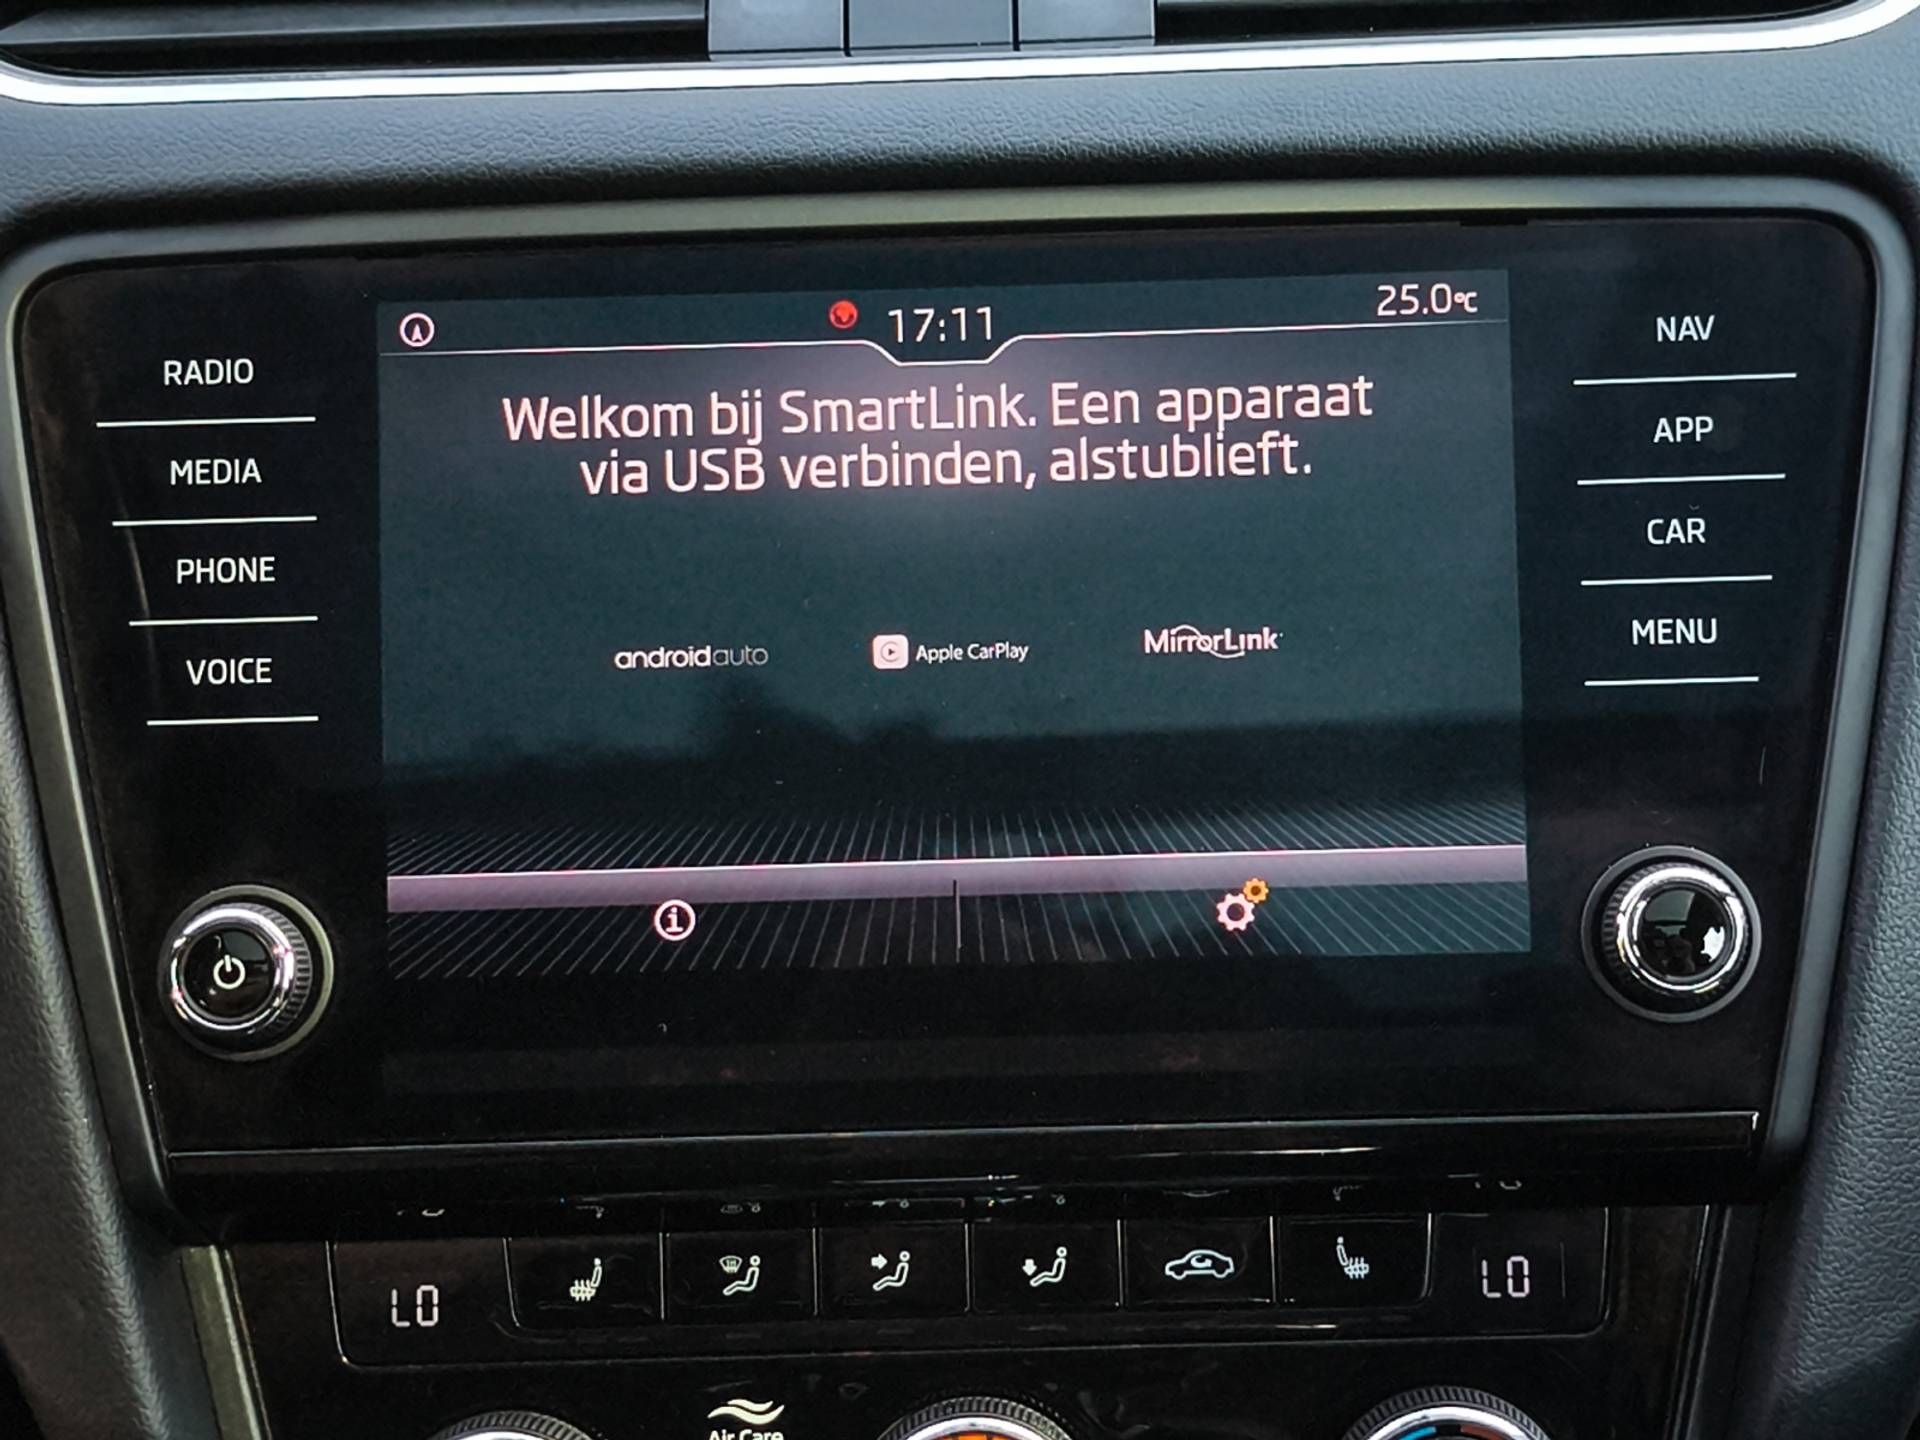 17:11
25.0°C
RADIO
MEDIA
PHONE
VOICE
Welkom bij SmartLink. Een apparaat
via USB verbinden, alstublieft.
androidauto
Apple CarPlay
MirrorLink
NAV
APP
CAR
MENU
LO
LO
Air Care